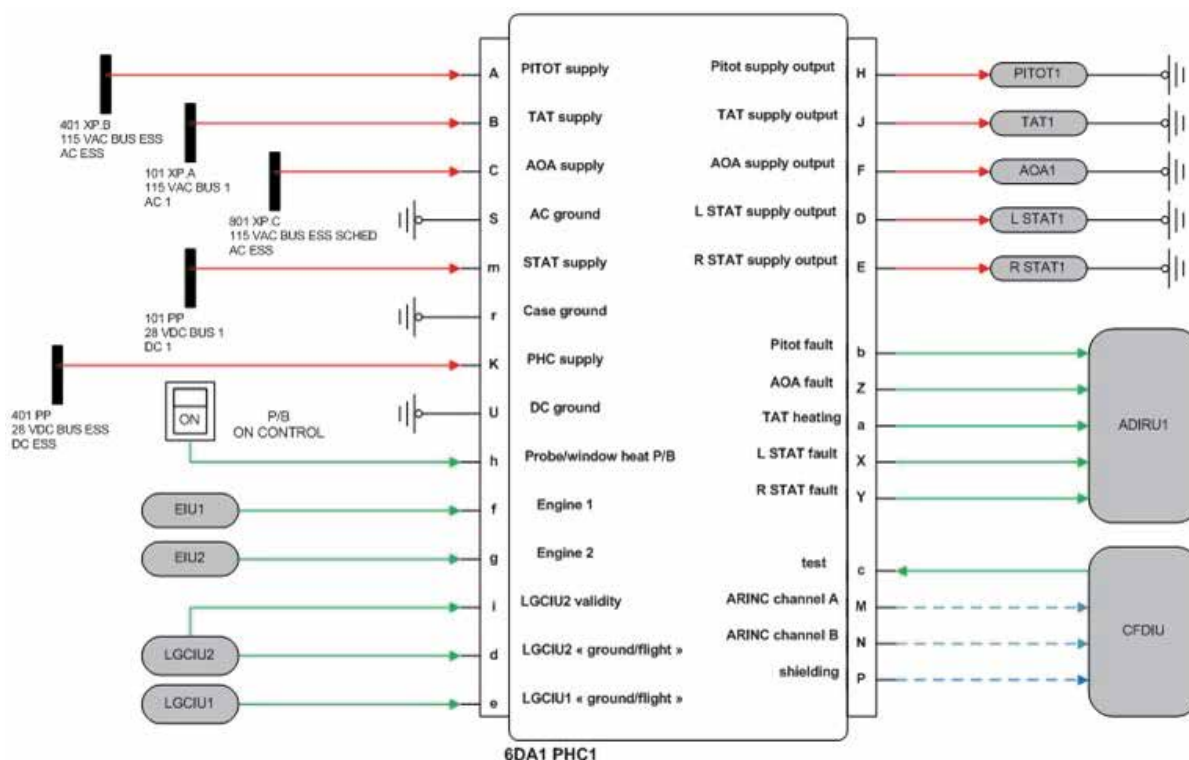 A PITOT supply Pitot supply output H PITOT1
401 XP.B
115 VAC BUS ESS
AC ESS
B TAT supply TAT supply output J TAT1
101 XP.A
115 VAC BUS 1
AC 1
C AOA supply AOA supply output F AOA1
801 XP.C
115 VAC BUS ESS SCHED
AC ESS
S AC ground L STAT supply output D L STAT1
m STAT supply R STAT supply output E R STAT1
101 PP
28 VDC BUS 1
DC 1
r Case ground
Pitot fault b
K PHC supply
AOA fault Z
401 PP
28 VDC BUS ESS
DC ESS
ON
P/B
ON CONTROL
U DC ground
TAT heating a
ADIRU1
h Probe/window heat P/B
L STAT fault X
R STAT fault Y
EIU1 f Engine 1
EIU2 g Engine 2
test c
i LGCIU2 validity
ARINC channel A M
ARINC channel B N
CFDIU
LGCIU2 d LGCIU2 « ground/flight »
shielding P
LGCIU1 e LGCIU1 « ground/flight »
6DA1 PHC1